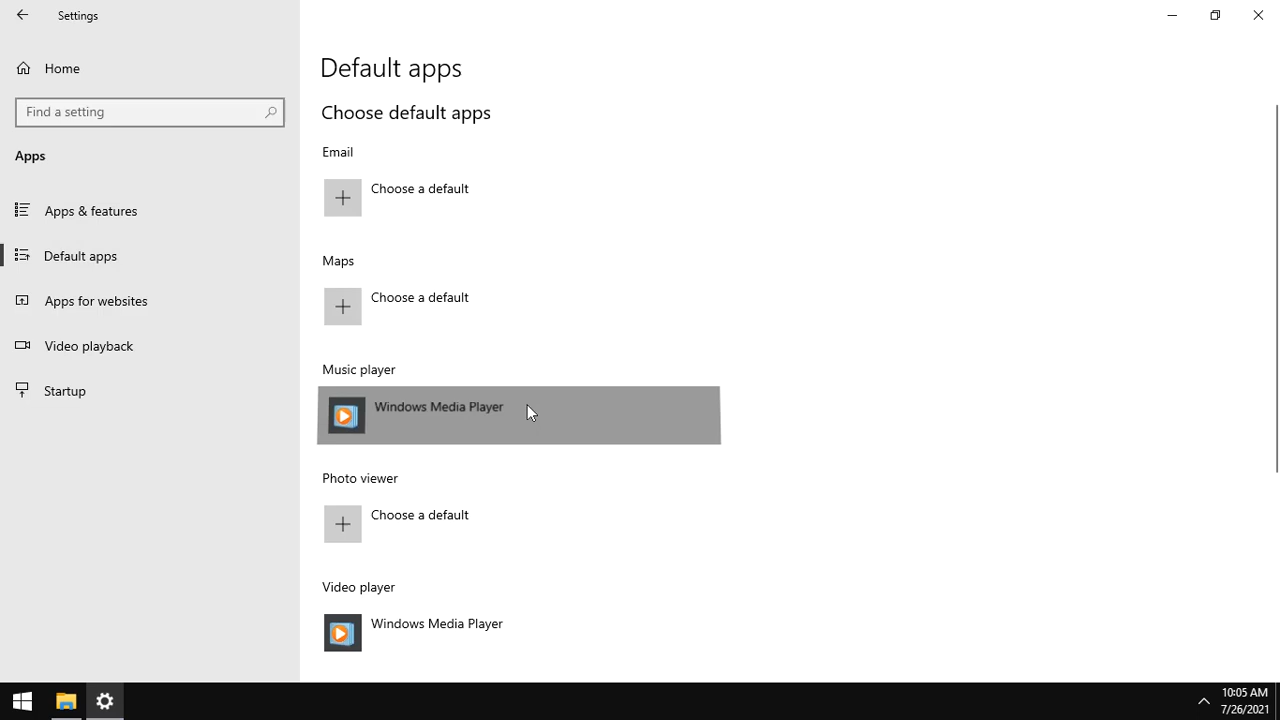 Settings
Home
Find a setting
Apps
Apps & features
Default apps
Apps for websites
Video playback
Startup
Default apps
Choose default apps
Email
Choose a default
Maps
Choose a default
Music player
Windows Media Player
Photo viewer
Choose a default
Video player
Windows Media Player
10:05 AM
7/26/2021